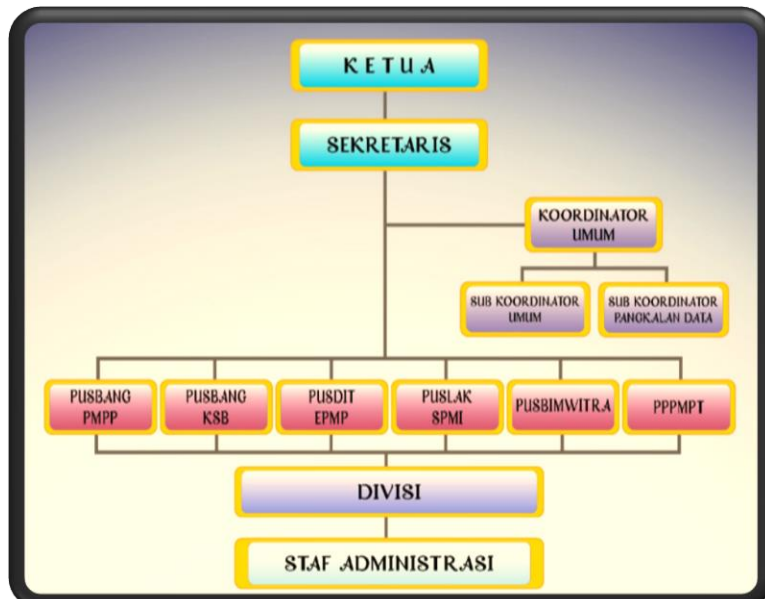 KETUA
SEKRETARIS
KOORDINATOR
UMUM
SUB KOORDINATOR
UMUM
SUB KOORDINATOR
PANGKALAN DATA
PUSBANG
PMPP
PUSBANG
KSB
PUSDIT
EPMP
PUSLAK
SPMI
PUSBIMWITRA
PPPMPT
DIVISI
STAF ADMINISTRASI